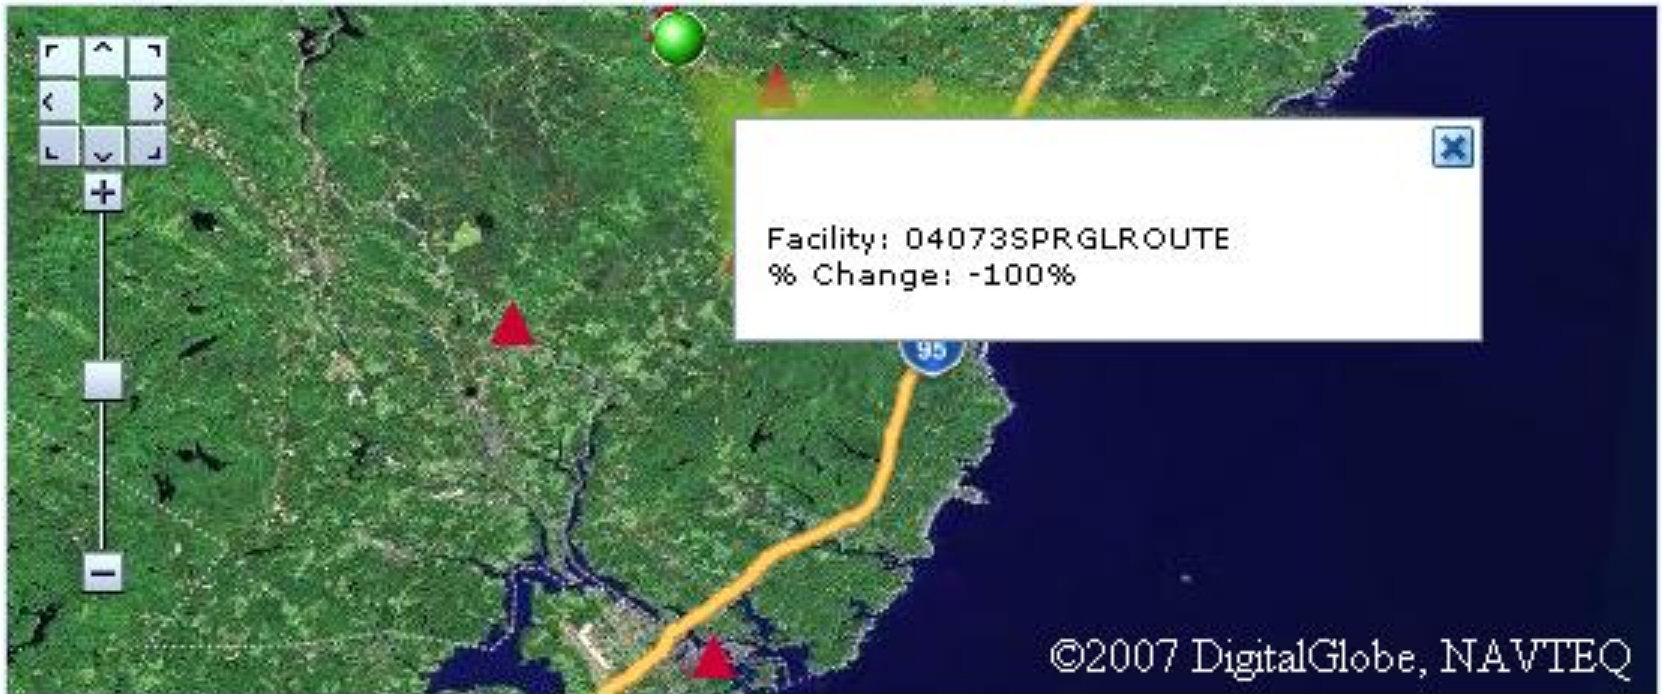 Facility: 04073SPRGLROUTE
% Change: -100%
95
©2007 DigitalGlobe, NAVTEQ